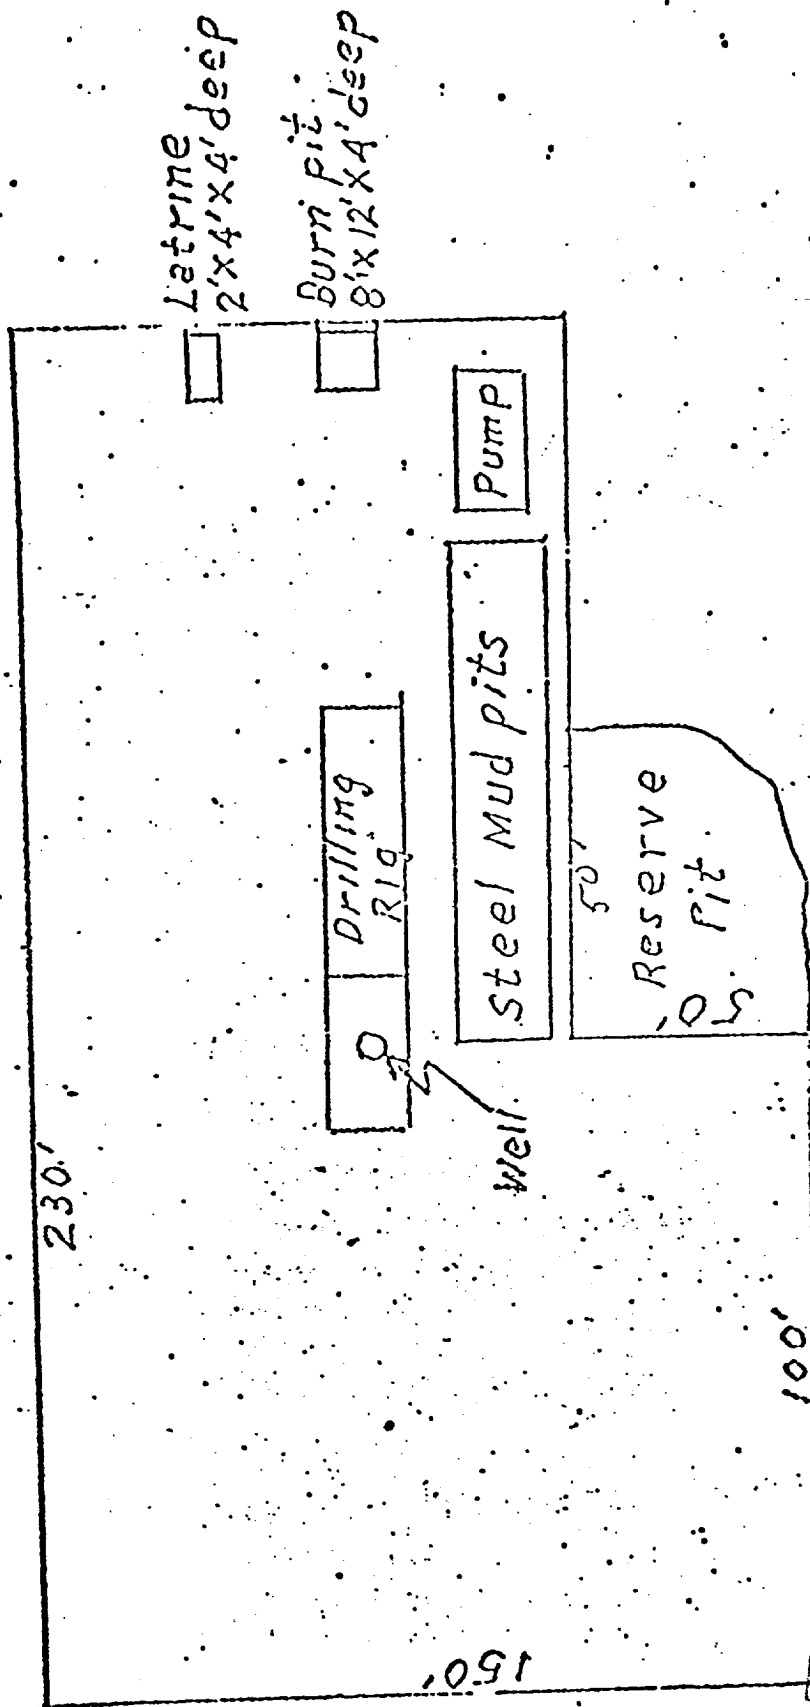 Latrine
2'x4'x4' deep
Burn pit
8'x12'x4' deep
230'
Drilling
Rig
Pump
Steel Mud pits
Well
50'
Reserve
Pit
50'
150'
100'